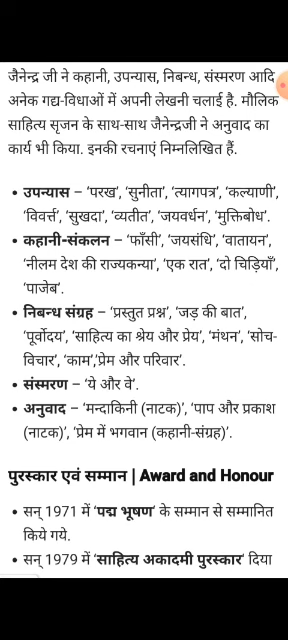 जैनेन्द्र जी ने कहानी, उपन्यास, निबन्ध, संस्मरण आदि
अनेक गद्य-विधाओं में अपनी लेखनी चलाई है. मौलिक
साहित्य सृजन के साथ-साथ जैनेन्द्रजी ने अनुवाद का
कार्य भी किया. इनकी रचनाएं निम्नलिखित हैं.
• उपन्यास – ‘परख’, ‘सुनीता’, ‘त्यागपत्र’, ‘कल्याणी’,
‘विवर्त्त’, ‘सुखदा’, ‘व्यतीत’, ‘जयवर्धन’, ‘मुक्तिबोध’.
• कहानी-संकलन – ‘फाँसी’, ‘जयसंधि’, ‘वातायन’,
‘नीलम देश की राज्यकन्या’, ‘एक रात’, ‘दो चिड़ियाँ’,
‘पाजेब’.
• निबन्ध संग्रह – ‘प्रस्तुत प्रश्न’, ‘जड़ की बात’,
‘पूर्वोदय’, ‘साहित्य का श्रेय और प्रेय’, ‘मंथन’, ‘सोच-
विचार’, ‘काम’,‘प्रेम और परिवार’.
• संस्मरण – ‘ये और वे’.
• अनुवाद – ‘मन्दाकिनी (नाटक)’, ‘पाप और प्रकाश
(नाटक)’, ‘प्रेम में भगवान (कहानी-संग्रह)’.
पुरस्कार एवं सम्मान | Award and Honour
• सन् 1971 में ‘पद्म भूषण’ के सम्मान से सम्मानित
किये गये.
• सन् 1979 में ‘साहित्य अकादमी पुरस्कार’ दिया